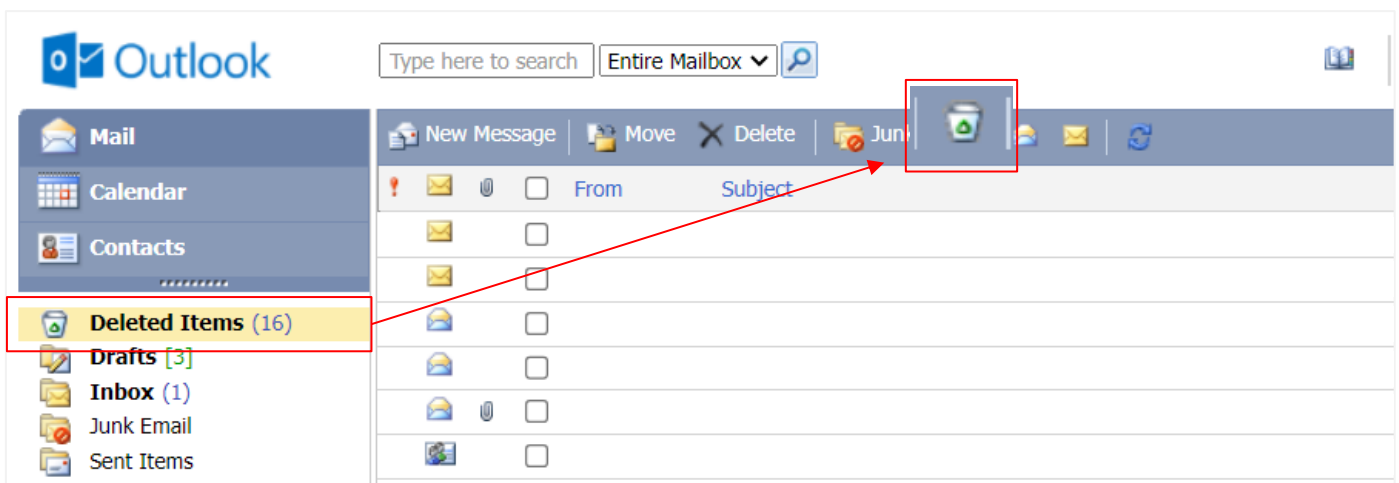 Outlook
Type here to search Entire Mailbox
Mail
New Message Move Delete Junk
Calendar
From Subject
Contacts
Deleted Items (16)
Drafts [3]
Inbox (1)
Junk Email
Sent Items